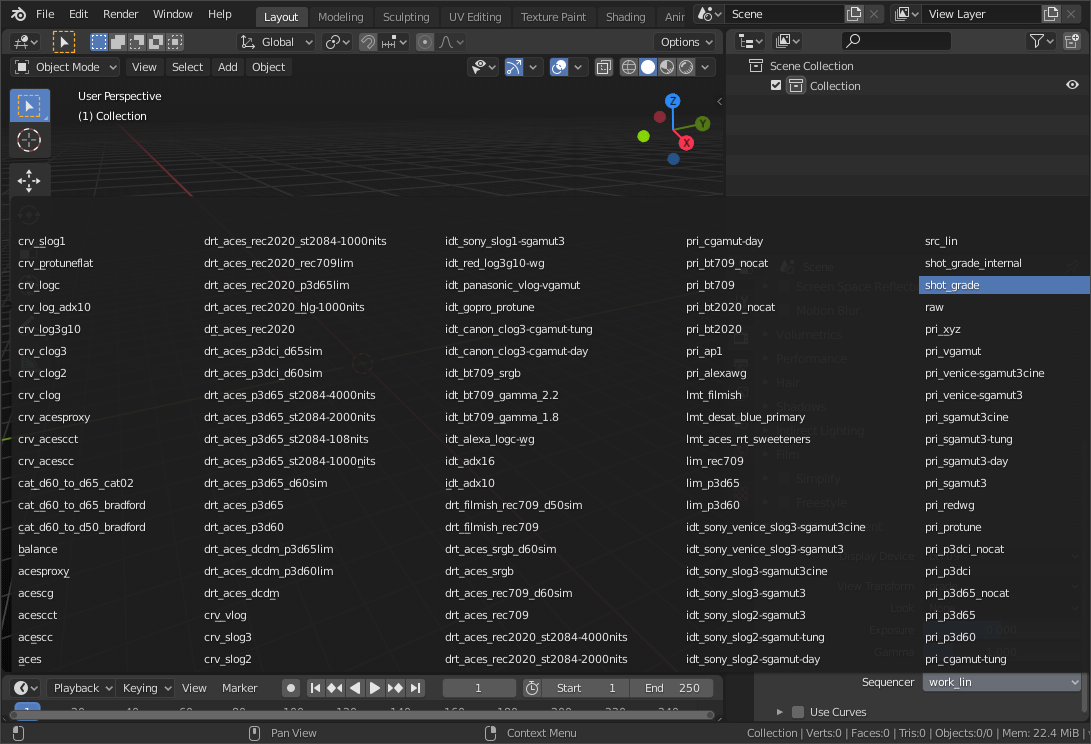 File Edit Render Window Help Layout Modeling Sculpting UV Editing Texture Paint Shading Scene View Layer
Global Options
Object Mode View Select Add Object
Scene Collection
Collection
User Perspective
(1) Collection
Z
Y
X
crv_slog1 drt_aces_rec2020_st2084-1000nits idt_sony_slog1-sgamut3 pri_cgamut-day src_lin
crv_protuneflat drt_aces_rec2020_rec709lim idt_red_log3g10-wg pri_bt709_nocat shot_grade_internal
crv_logc drt_aces_rec2020_p3d65lim idt_panasonic_vlog-vgamut pri_bt709 shot_grade
crv_log_adx10 drt_aces_rec2020_hlg-1000nits idt_gopro_protune pri_bt2020_nocat raw
crv_log3g10 drt_aces_rec2020 idt_canon_clog3-cgamut-tung pri_bt2020 pri_xyz
crv_clog3 drt_aces_p3dci_d65sim idt_canon_clog3-cgamut-day pri_ap1 pri_vgamut
crv_clog2 drt_aces_p3dci_d60sim idt_bt709_srgb pri_alexawg pri_venice-sgamut3cine
crv_clog drt_aces_p3d65_st2084-4000nits idt_bt709_gamma_2.2 lmt_filmish pri_venice-sgamut3
crv_acesproxy drt_aces_p3d65_st2084-2000nits idt_bt709_gamma_1.8 lmt_desat_blue_primary pri_sgamut3cine
crv_acescct drt_aces_p3d65_st2084-108nits idt_alexa_logc-wg lmt_aces_rrt_sweeteners pri_sgamut3-tung
crv_acescc drt_aces_p3d65_st2084-1000nits idt_adx16 lim_rec709 pri_sgamut3-day
cat_d60_to_d65_cat02 drt_aces_p3d65_d60sim idt_adx10 lim_p3d65 pri_sgamut3
cat_d60_to_d65_bradford drt_aces_p3d65 drt_filmish_rec709_d50sim lim_p3d60 pri_redwg
cat_d60_to_d50_bradford drt_aces_p3d60 drt_filmish_rec709 idt_sony_venice_slog3-sgamut3cine pri_protune
balance drt_aces_dcdm_p3d65lim drt_aces_srgb_d60sim idt_sony_venice_slog3-sgamut3 pri_p3dci_nocat
acesproxy drt_aces_dcdm_p3d60lim drt_aces_srgb idt_sony_slog3-sgamut3cine pri_p3dci
acescg drt_aces_dcdm drt_aces_rec709_d60sim idt_sony_slog3-sgamut3 pri_p3d65_nocat
acescct crv_vlog drt_aces_rec709 idt_sony_slog2-sgamut3 pri_p3d65
acescc crv_slog3 drt_aces_rec2020_st2084-4000nits idt_sony_slog2-sgamut-tung pri_p3d60
aces crv_slog2 drt_aces_rec2020_st2084-2000nits idt_sony_slog2-sgamut-day pri_cgamut-tung
Sequencer work_lin
Playback Keying View Marker 1 Start 1 End 250
Use Curves
Pan View Context Menu Collection | Verts:0 | Faces:0 | Tris:0 | Objects:0/0 | Mem: 22.4 MiB |